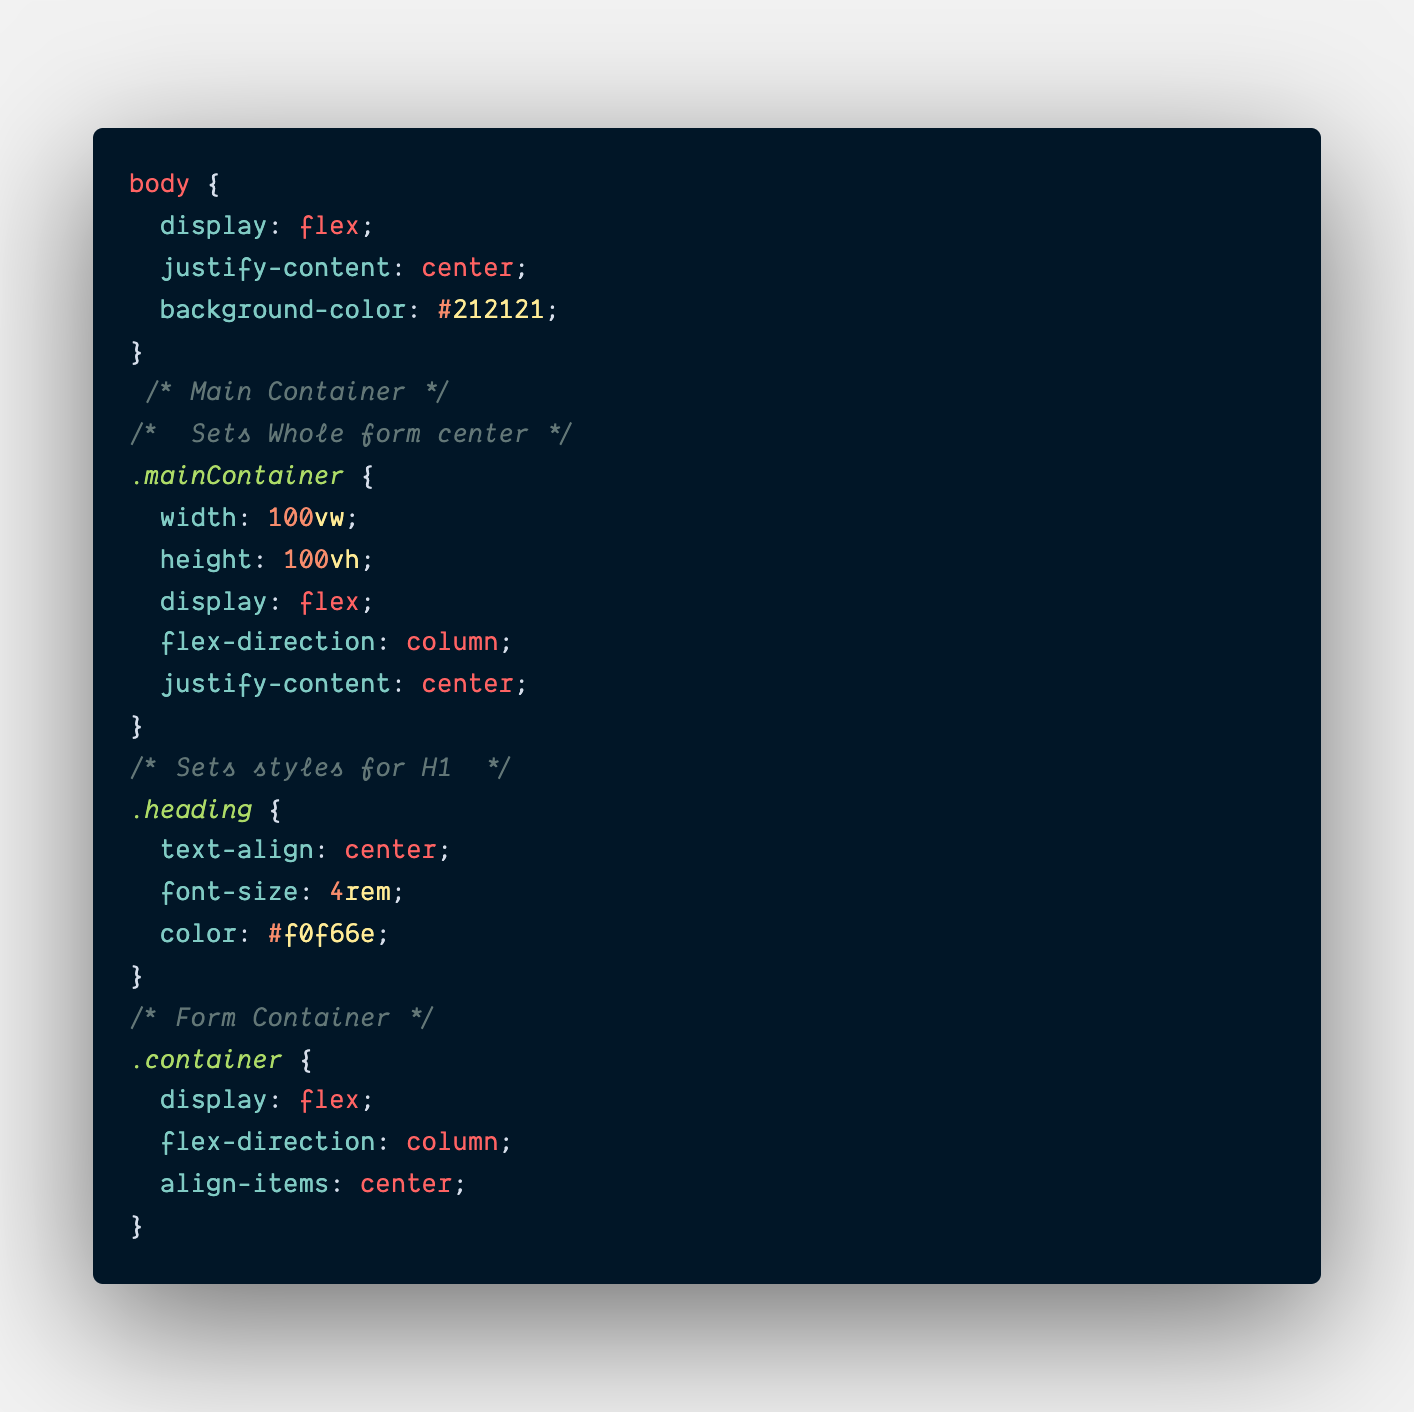 body {
  display: flex;
  justify-content: center;
  background-color: #212121;
}
 /* Main Container */
/*  Sets Whole form center */
.mainContainer {
  width: 100vw;
  height: 100vh;
  display: flex;
  flex-direction: column;
  justify-content: center;
}
/* Sets styles for H1  */
.heading {
  text-align: center;
  font-size: 4rem;
  color: #f0f66e;
}
/* Form Container */
.container {
  display: flex;
  flex-direction: column;
  align-items: center;
}